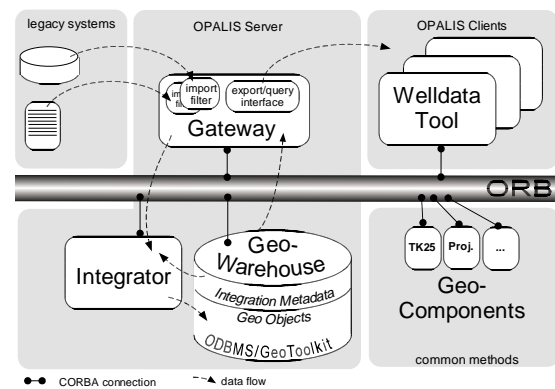 legacy systems
OPALIS Server
OPALIS Clients
import
filter
export/query
interface
Gateway
Welldata
Tool
ORB
Integrator
Geo-
Warehouse
Integration Metadata
Geo Objects
ODBMS/GeoToolkit
TK25
Proj.
...
Geo-
Components
common methods
CORBA connection
data flow